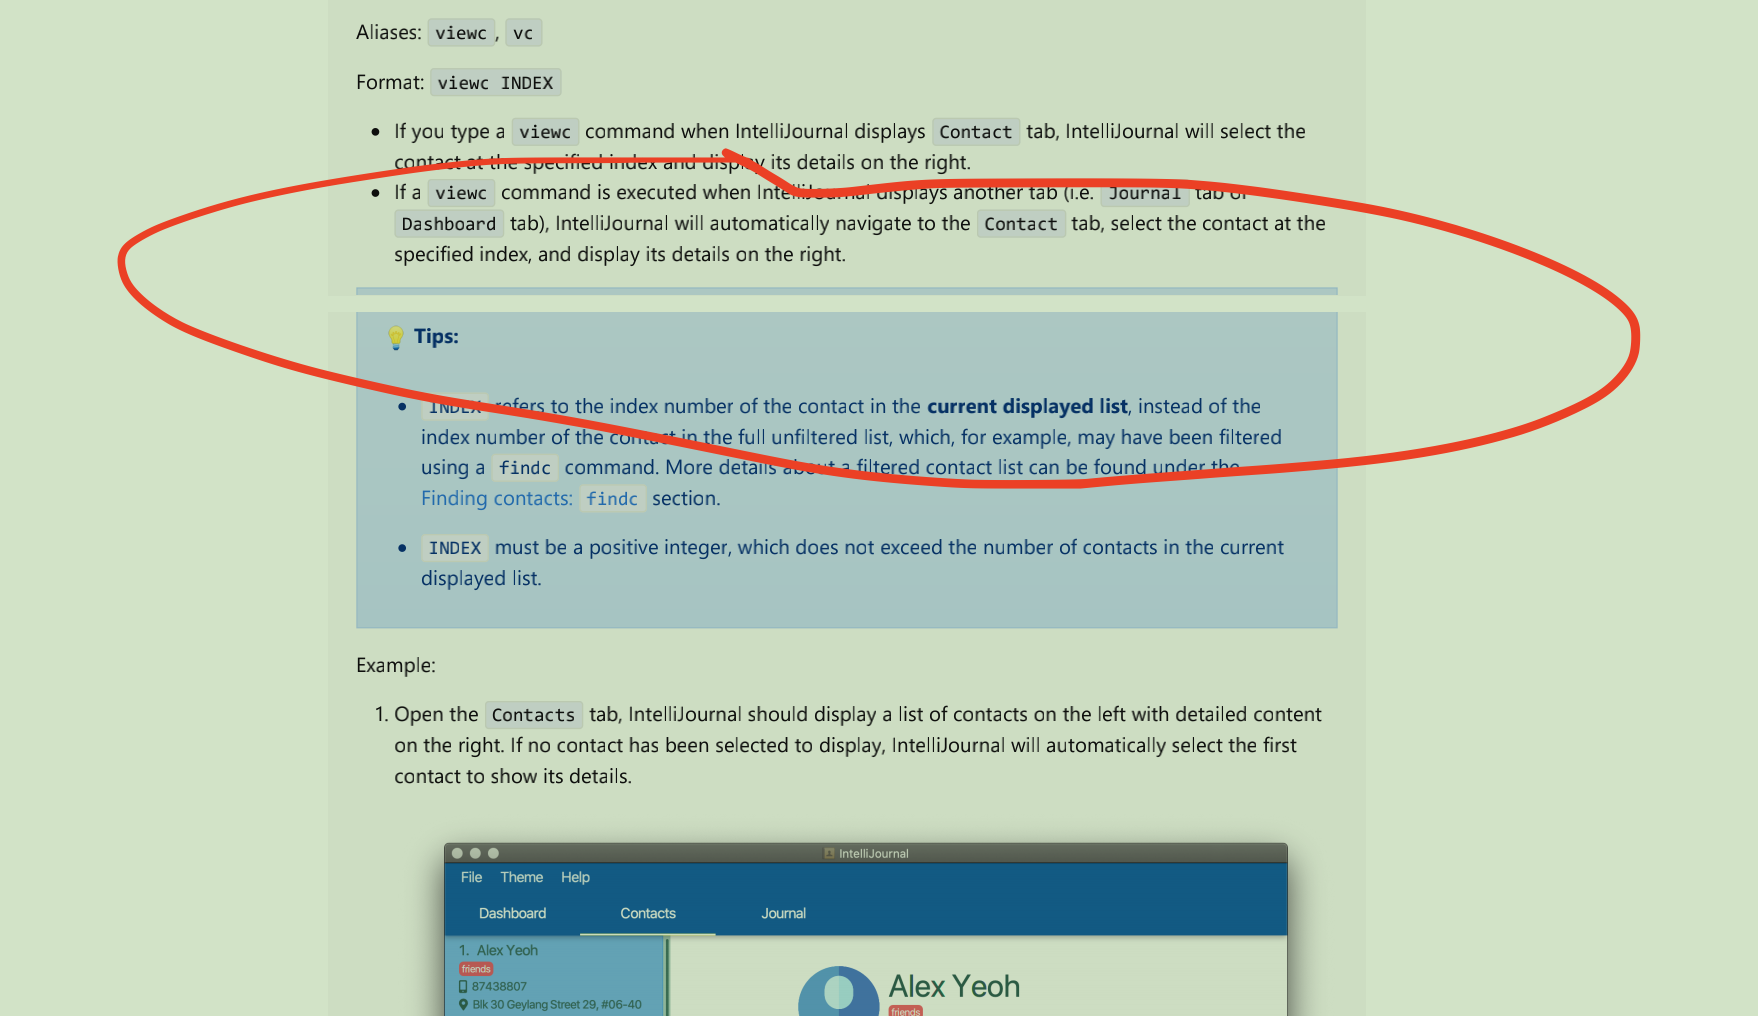 Aliases: viewc, vc
Format: viewc INDEX
If you type a viewc command when IntelliJournal displays Contact tab, IntelliJournal will select the
contact at the specified index and display its details on the right.
If a viewc command is executed when IntelliJournal displays another tab (i.e. Journal tab or
Dashboard tab), IntelliJournal will automatically navigate to the Contact tab, select the contact at the
specified index, and display its details on the right.
Tips:
INDEX refers to the index number of the contact in the current displayed list, instead of the
index number of the contact in the full unfiltered list, which, for example, may have been filtered
using a findc command. More details about a filtered contact list can be found under the
Finding contacts: findc section.
INDEX must be a positive integer, which does not exceed the number of contacts in the current
displayed list.
Example:
1. Open the Contacts tab, IntelliJournal should display a list of contacts on the left with detailed content
on the right. If no contact has been selected to display, IntelliJournal will automatically select the first
contact to show its details.
IntelliJournal
File Theme Help
Dashboard Contacts Journal
1. Alex Yeoh
friends
87438807
Blk 30 Geylang Street 29, #06-40
Alex Yeoh
friends